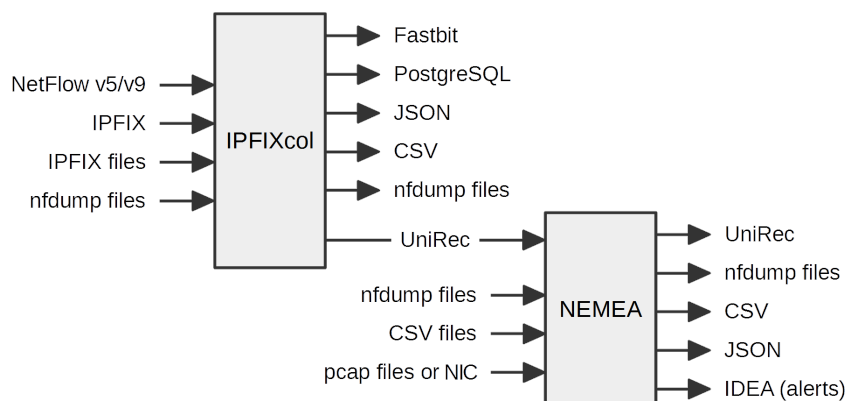 NetFlow v5/v9
IPFIX
IPFIX files
nfdump files
IPFIXcol
Fastbit
PostgreSQL
JSON
CSV
nfdump files
UniRec
nfdump files
CSV files
pcap files or NIC
NEMEA
UniRec
nfdump files
CSV
JSON
IDEA (alerts)